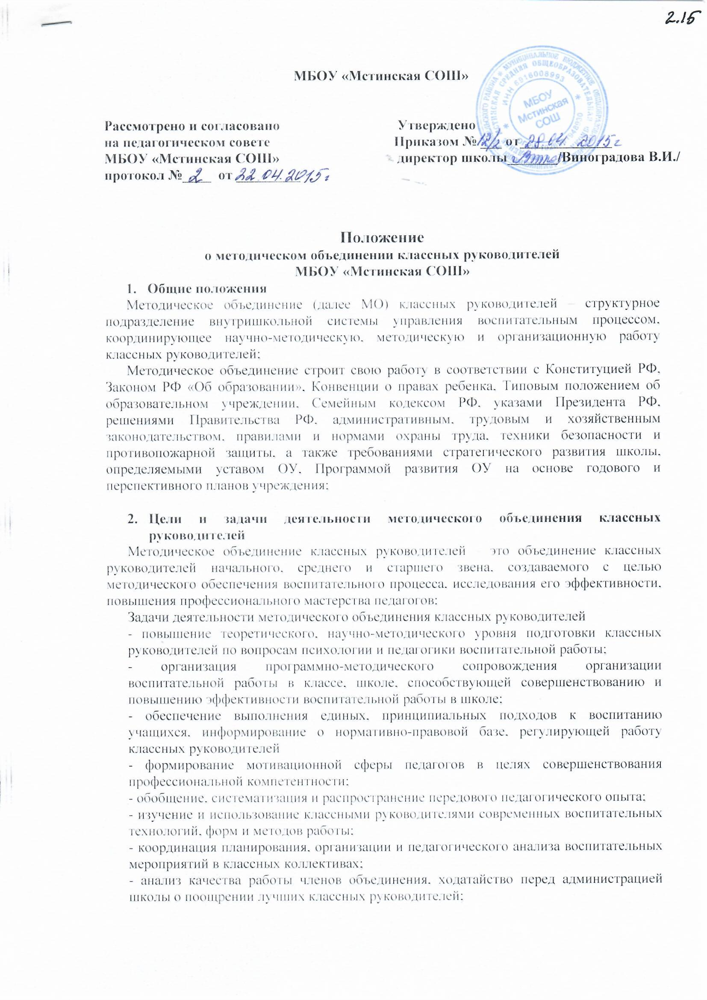 2.15
МБОУ «Мстинская СОШ»
МБОУ
Мстинская
СОШ
ИНН 6916008993
Рассмотрено и согласовано
на педагогическом совете
МБОУ «Мстинская СОШ»
протокол № 2 от 22.04.2015 г
Утверждено
Приказом № 12/2 от 28.04. 2015 г
директор школы /Виноградова В.И./
Положение
о методическом объединении классных руководителей
МБОУ «Мстинская СОШ»
1. Общие положения
Методическое объединение (далее МО) классных руководителей – структурное
подразделение внутришкольной системы управления воспитательным процессом,
координирующее научно-методическую, методическую и организационную работу
классных руководителей;
Методическое объединение строит свою работу в соответствии с Конституцией РФ,
Законом РФ «Об образовании», Конвенции о правах ребенка, Типовым положением об
образовательном учреждении, Семейным кодексом РФ, указами Президента РФ,
решениями Правительства РФ, административным, трудовым и хозяйственным
законодательством, правилами и нормами охраны труда, техники безопасности и
противопожарной защиты, а также требованиями стратегического развития школы,
определяемыми уставом ОУ, Программой развития ОУ на основе годового и
перспективного планов учреждения;
2. Цели и задачи деятельности методического объединения классных
руководителей
Методическое объединение классных руководителей это объединение классных
руководителей начального, среднего и старшего звена, создаваемого с целью
методического обеспечения воспитательного процесса, исследования его эффективности,
повышения профессионального мастерства педагогов;
Задачи деятельности методического объединения классных руководителей
- повышение теоретического, научно-методического уровня подготовки классных
руководителей по вопросам психологии и педагогики воспитательной работы;
- организация программно-методического сопровождения организации
воспитательной работы в классе, школе, способствующей совершенствованию и
повышению эффективности воспитательной работы в школе;
- обеспечение выполнения единых, принципиальных подходов к воспитанию
учащихся, информирование о нормативно-правовой базе, регулирующей работу
классных руководителей
- формирование мотивационной сферы педагогов в целях совершенствования
профессиональной компетентности;
- обобщение, систематизация и распространение передового педагогического опыта;
- изучение и использование классными руководителями современных воспитательных
технологий, форм и методов работы;
- координация планирования, организации и педагогического анализа воспитательных
мероприятий в классных коллективах;
- анализ качества работы членов объединения, ходатайство перед администрацией
школы о поощрении лучших классных руководителей;